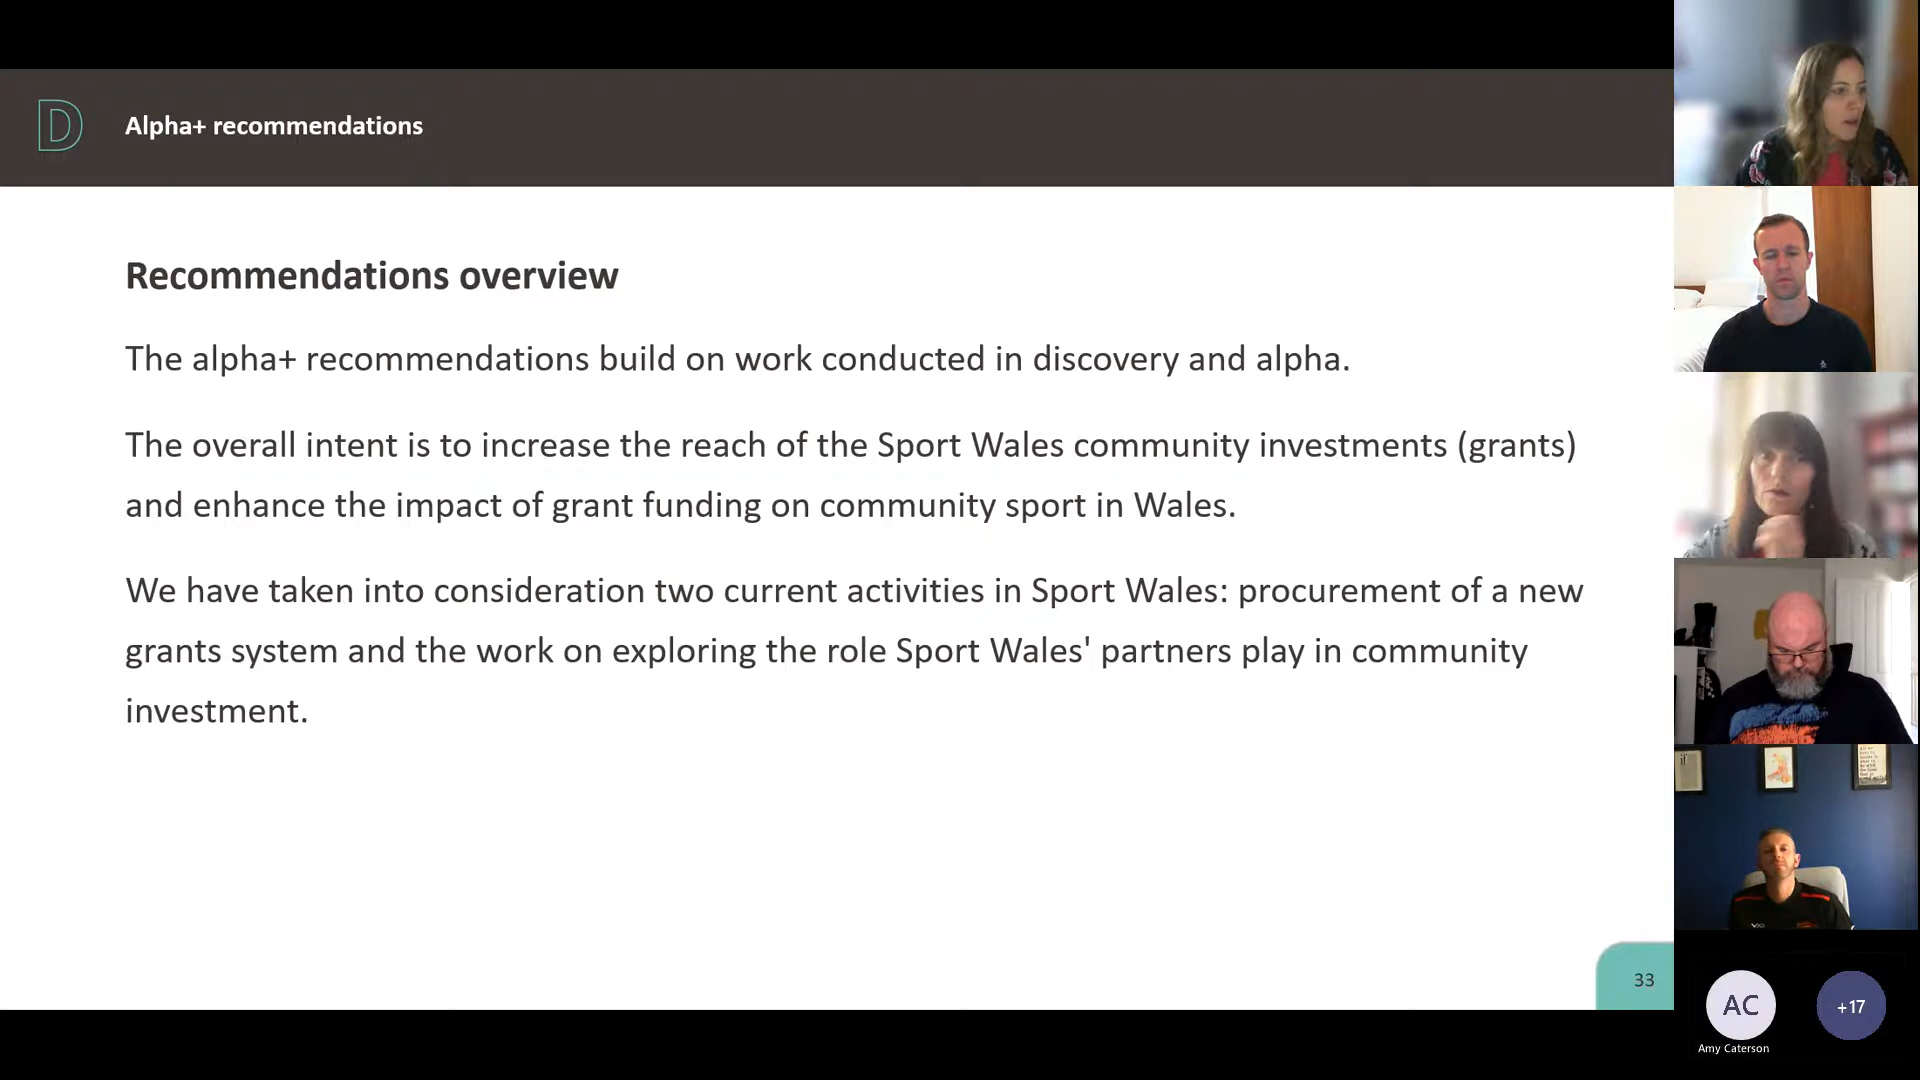 D
Alpha+ recommendations
Recommendations overview
The alpha+ recommendations build on work conducted in discovery and alpha.
The overall intent is to increase the reach of the Sport Wales community investments (grants)
and enhance the impact of grant funding on community sport in Wales.
We have taken into consideration two current activities in Sport Wales: procurement of a new
grants system and the work on exploring the role Sport Wales' partners play in community
investment.
33
if
AC
+17
Amy Caterson